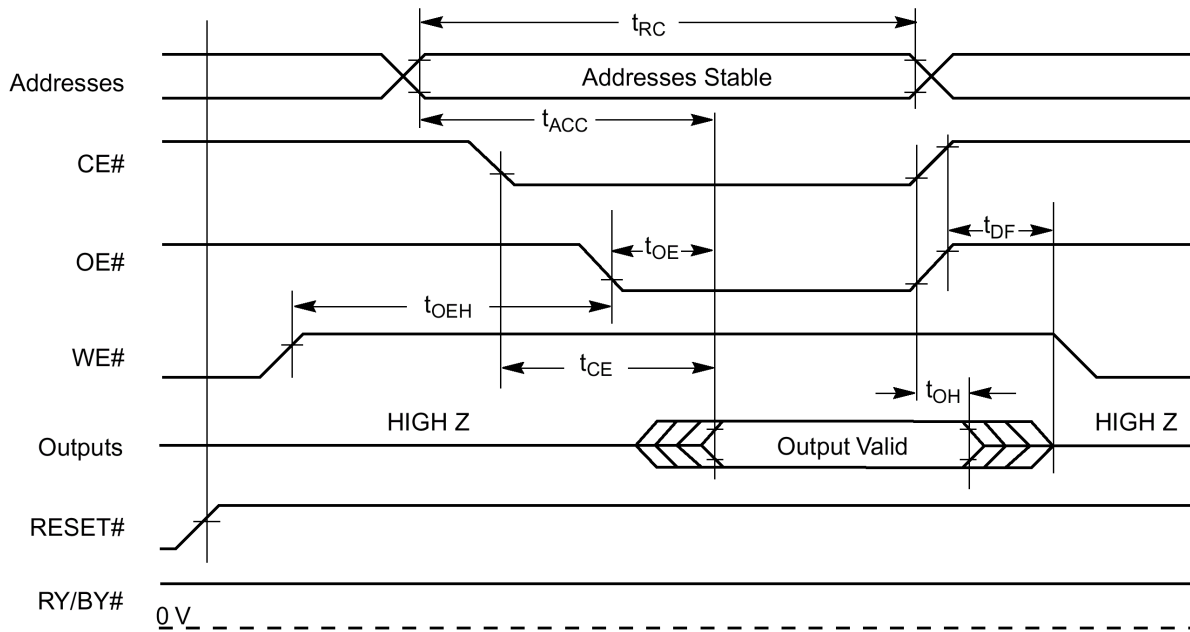 tRC
Addresses
Addresses Stable
tACC
CE#
tDF
OE#
tOE
tOEH
WE#
tCE
tOH
HIGH Z
HIGH Z
Outputs
Output Valid
RESET#
RY/BY#
0 V